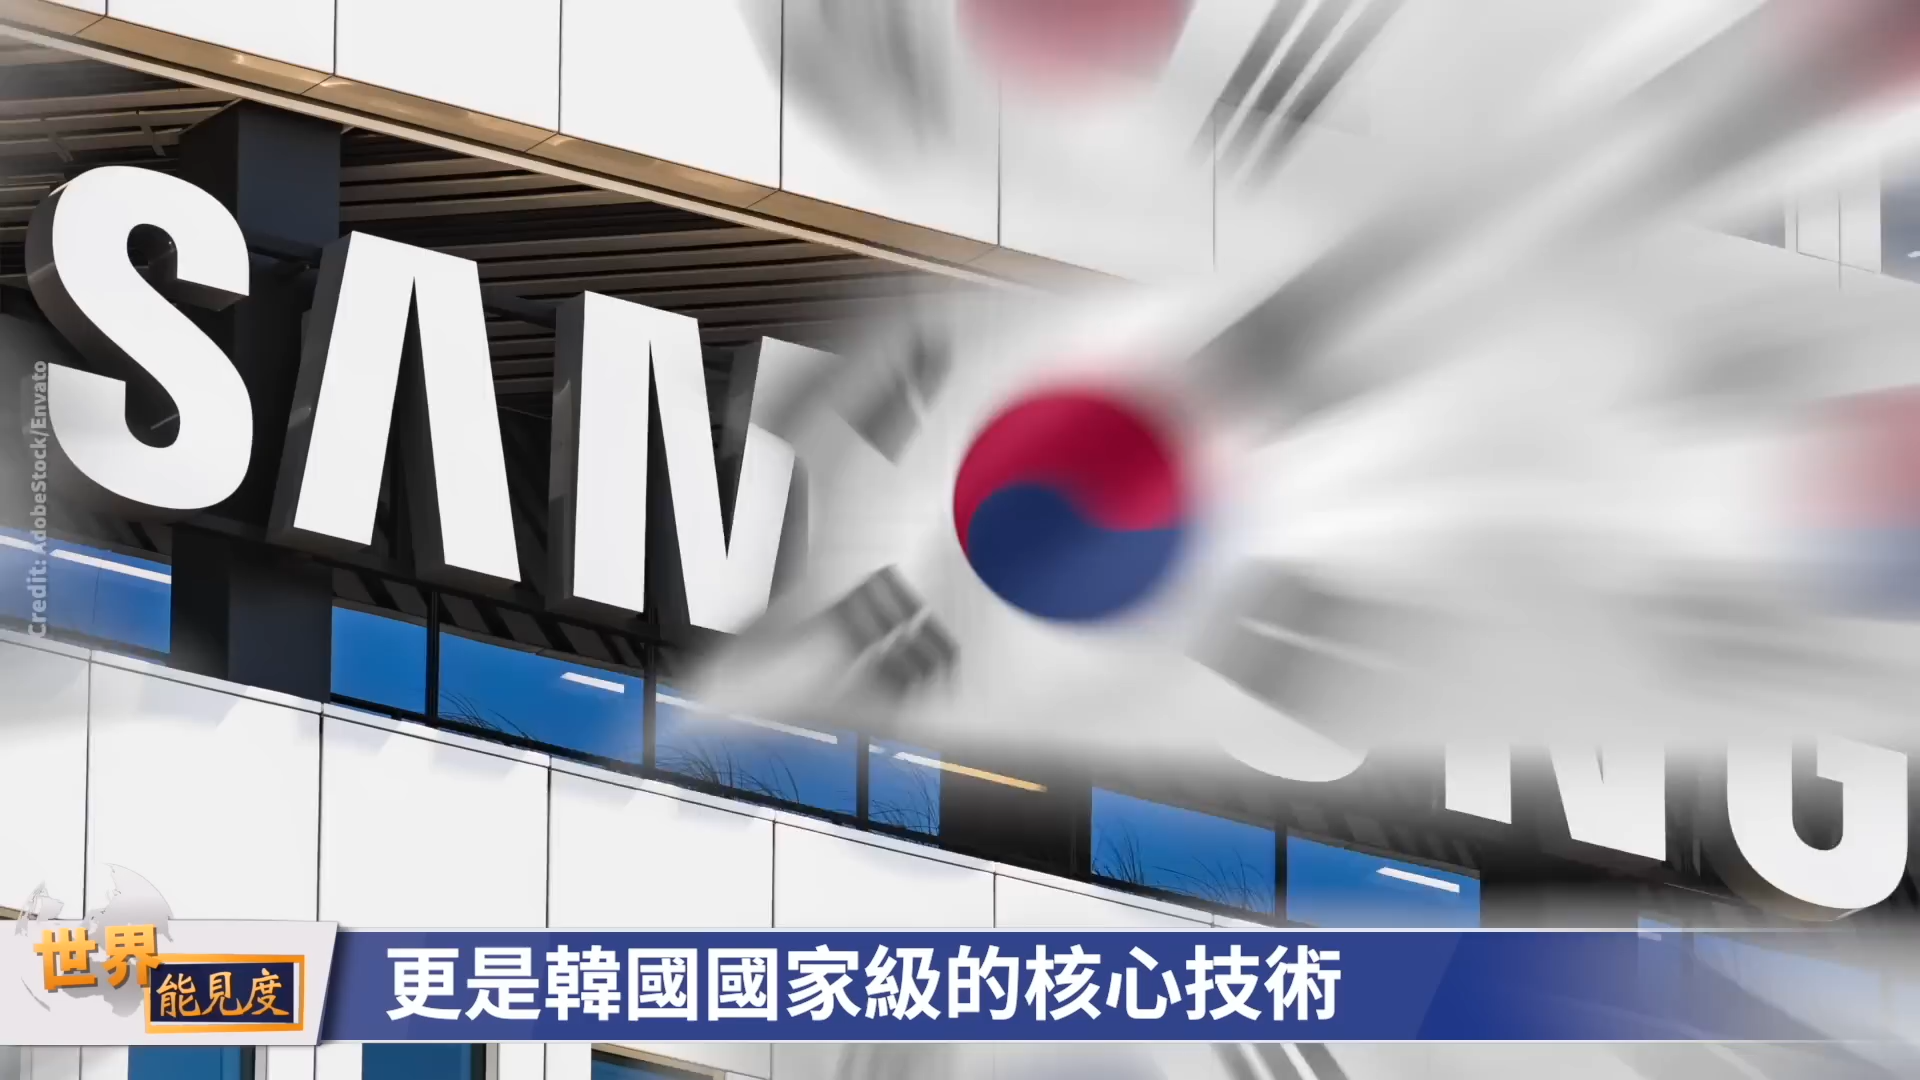 SAM
UNG
Credit: AdobeStock/Envato
世界
能見度
更是韓國國家級的核心技術